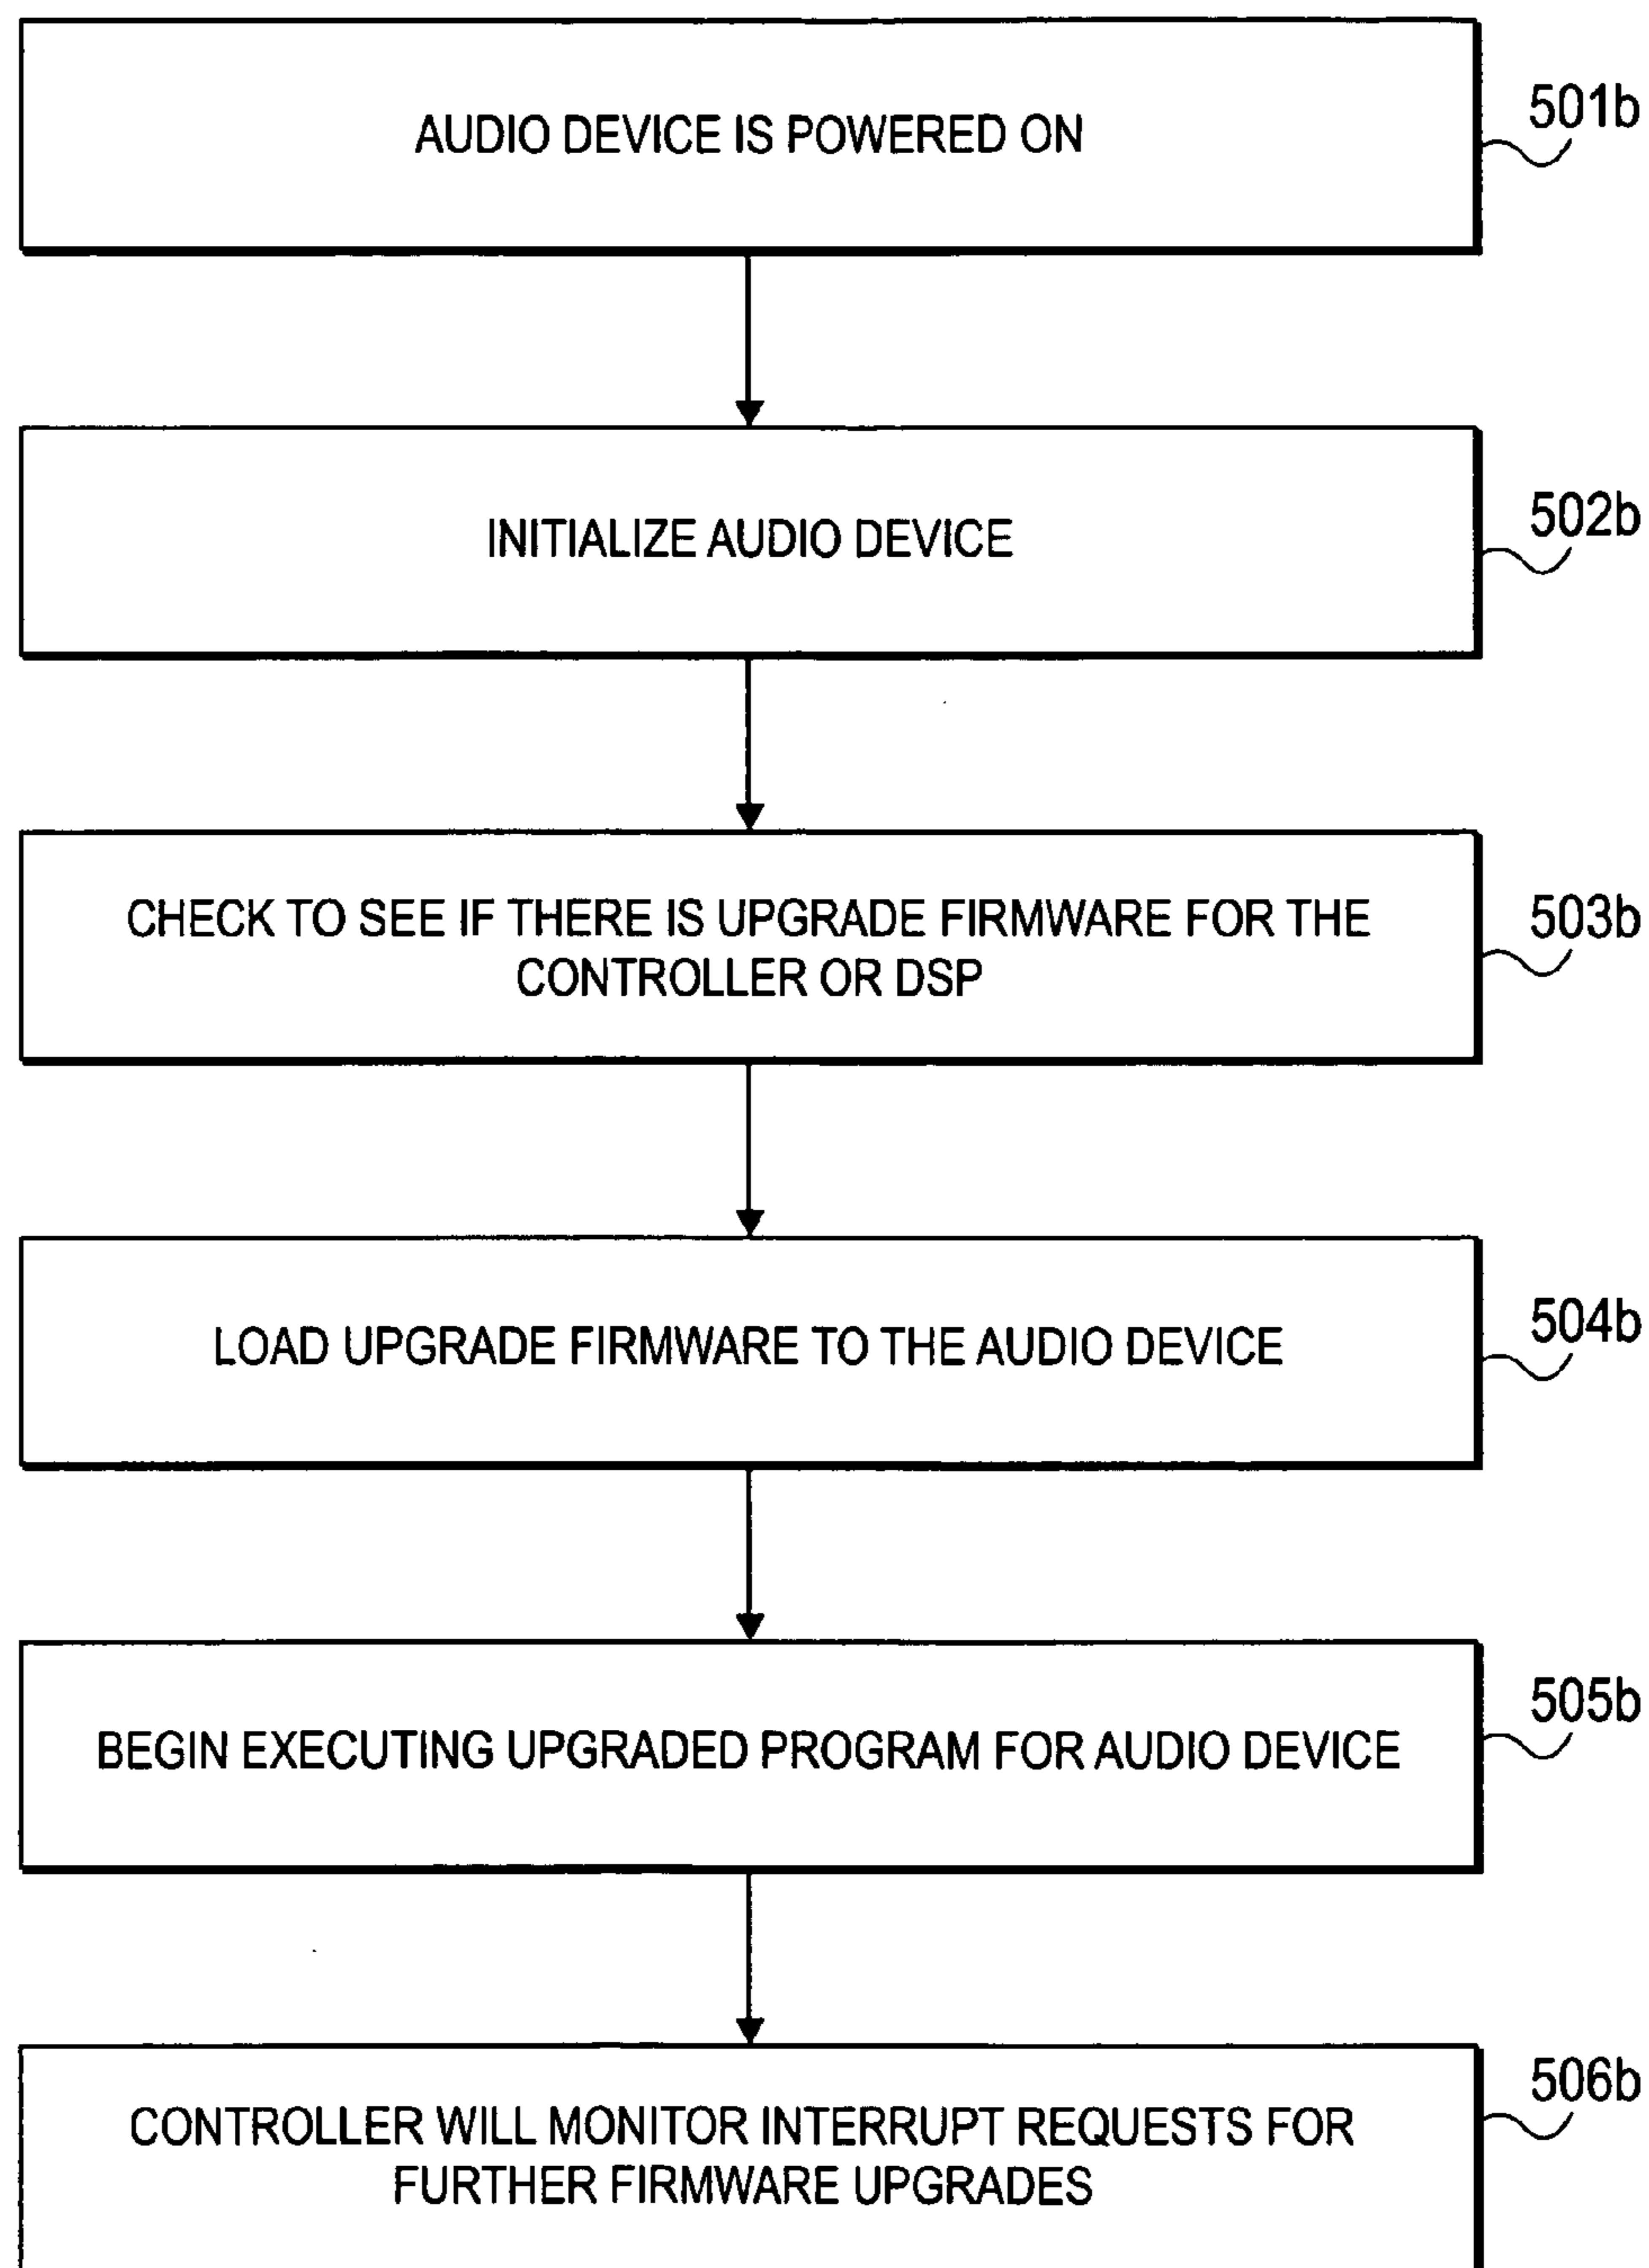 AUDIO DEVICE IS POWERED ON
501b
INITIALIZE AUDIO DEVICE
502b
CHECK TO SEE IF THERE IS UPGRADE FIRMWARE FOR THE
CONTROLLER OR DSP
503b
LOAD UPGRADE FIRMWARE TO THE AUDIO DEVICE
504b
BEGIN EXECUTING UPGRADED PROGRAM FOR AUDIO DEVICE
505b
CONTROLLER WILL MONITOR INTERRUPT REQUESTS FOR
FURTHER FIRMWARE UPGRADES
506b